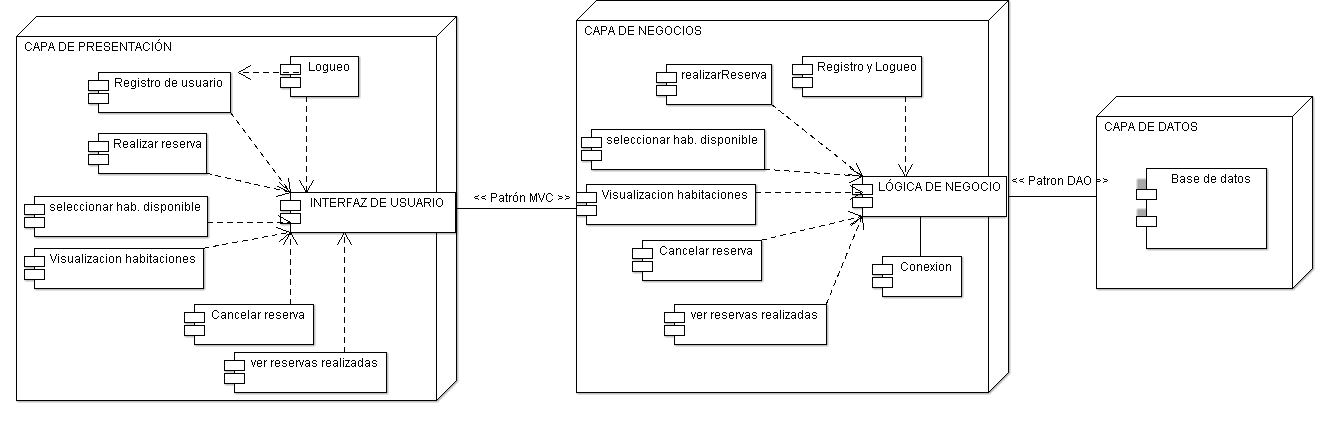 CAPA DE PRESENTACIÓN
Logueo
Registro de usuario
Realizar reserva
seleccionar hab. disponible
INTERFAZ DE USUARIO
Visualizacion habitaciones
Cancelar reserva
ver reservas realizadas
<< Patrón MVC >>
CAPA DE NEGOCIOS
realizarReserva
Registro y Logueo
seleccionar hab. disponible
Visualizacion habitaciones
LÓGICA DE NEGOCIO
Cancelar reserva
Conexion
ver reservas realizadas
<< Patron DAO >>
CAPA DE DATOS
Base de datos